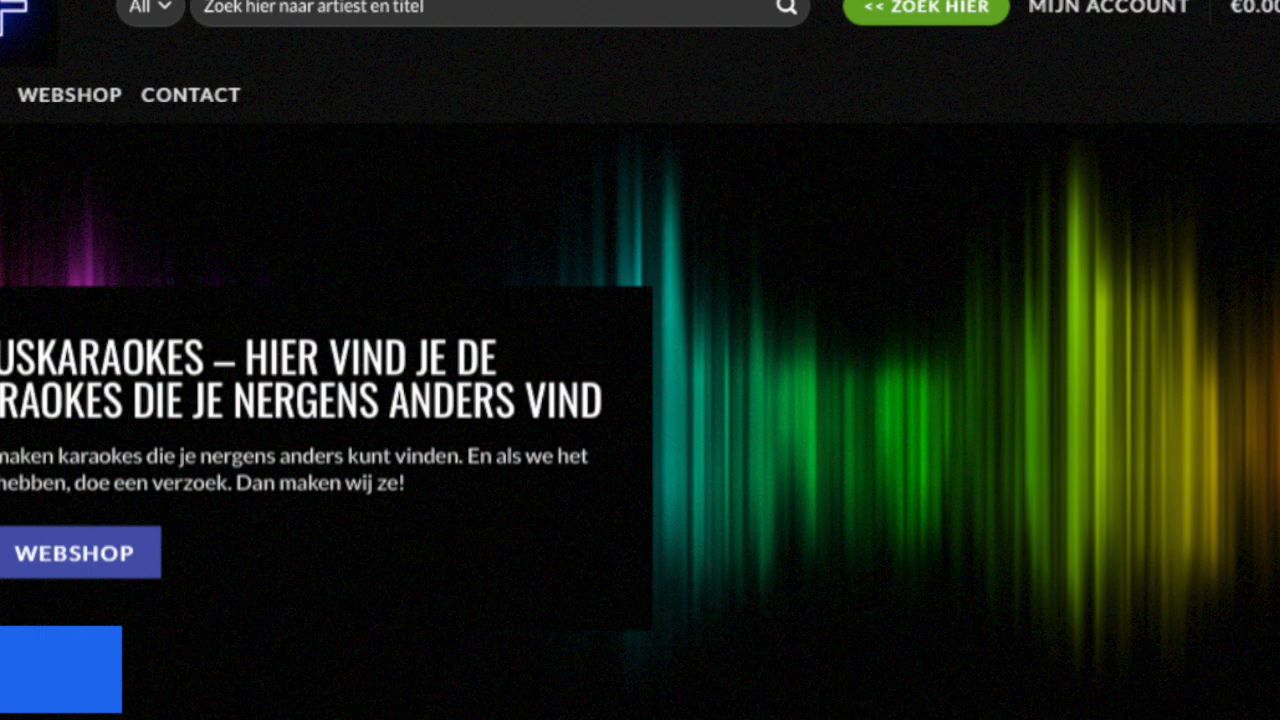 All
Zoek hier naar artiest en titel
<< ZOEK HIER
MIJN ACCOUNT
€0.00
WEBSHOP
CONTACT
USKARAOKES – HIER VIND JE DE
RAOKES DIE JE NERGENS ANDERS VIND
maken karaokes die je nergens anders kunt vinden. En als we het
hebben, doe een verzoek. Dan maken wij ze!
WEBSHOP